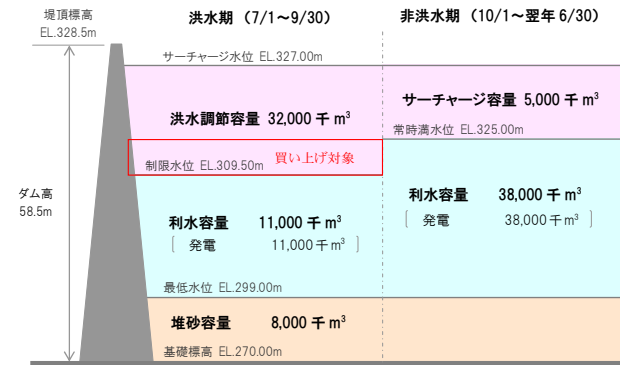 堤頂標高
EL.328.5m
洪水期 （7/1～9/30）
非洪水期 （10/1～翌年 6/30）
サーチャージ水位 EL.327.00m
洪水調節容量 32,000 千 m³
サーチャージ容量 5,000 千 m³
常時満水位 EL.325.00m
制限水位 EL.309.50m
買い上げ対象
ダム高
58.5m
利水容量 11,000 千 m³
［ 発電 11,000 千 m³ ］
利水容量 38,000 千 m³
［ 発電 38,000 千 m³ ］
最低水位 EL.299.00m
堆砂容量 8,000 千 m³
基礎標高 EL.270.00m